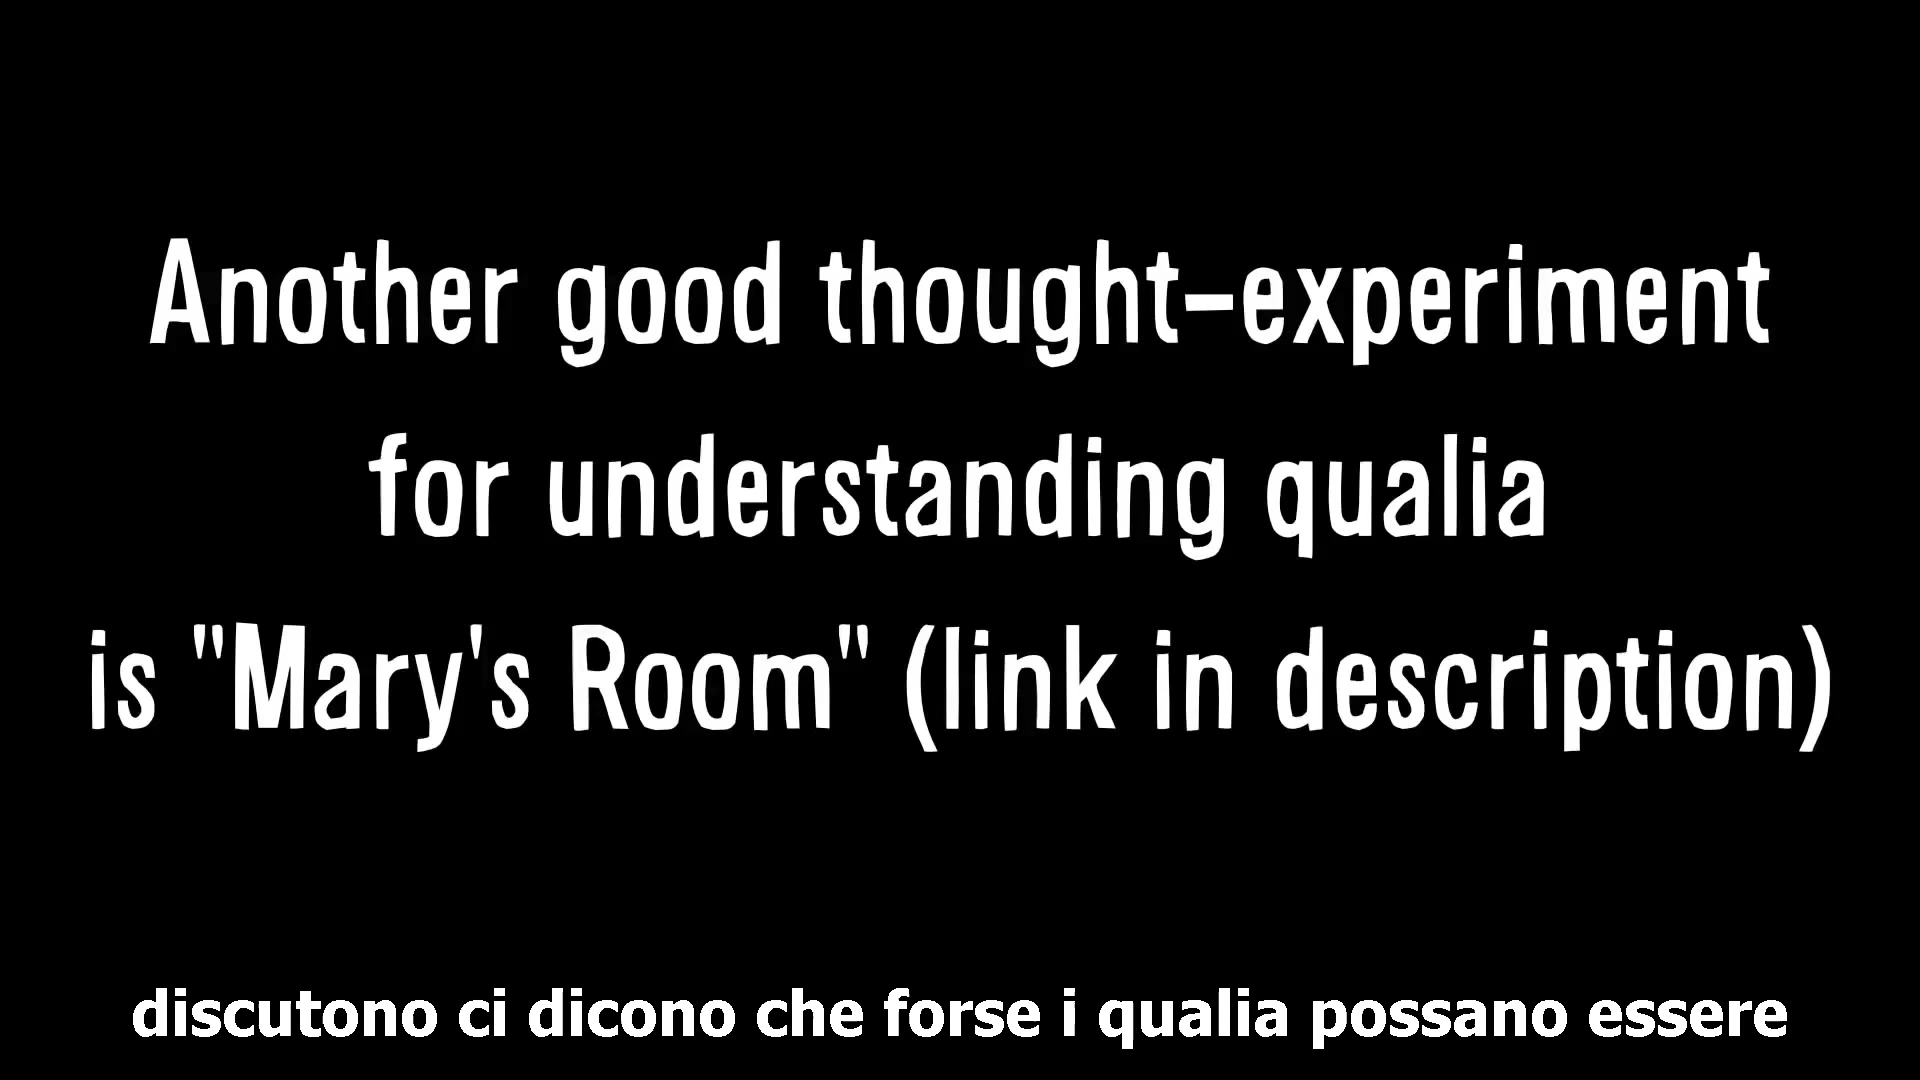 Another good thought-experiment
for understanding qualia
is "Mary's Room" (link in description)
discutono ci dicono che forse i qualia possano essere